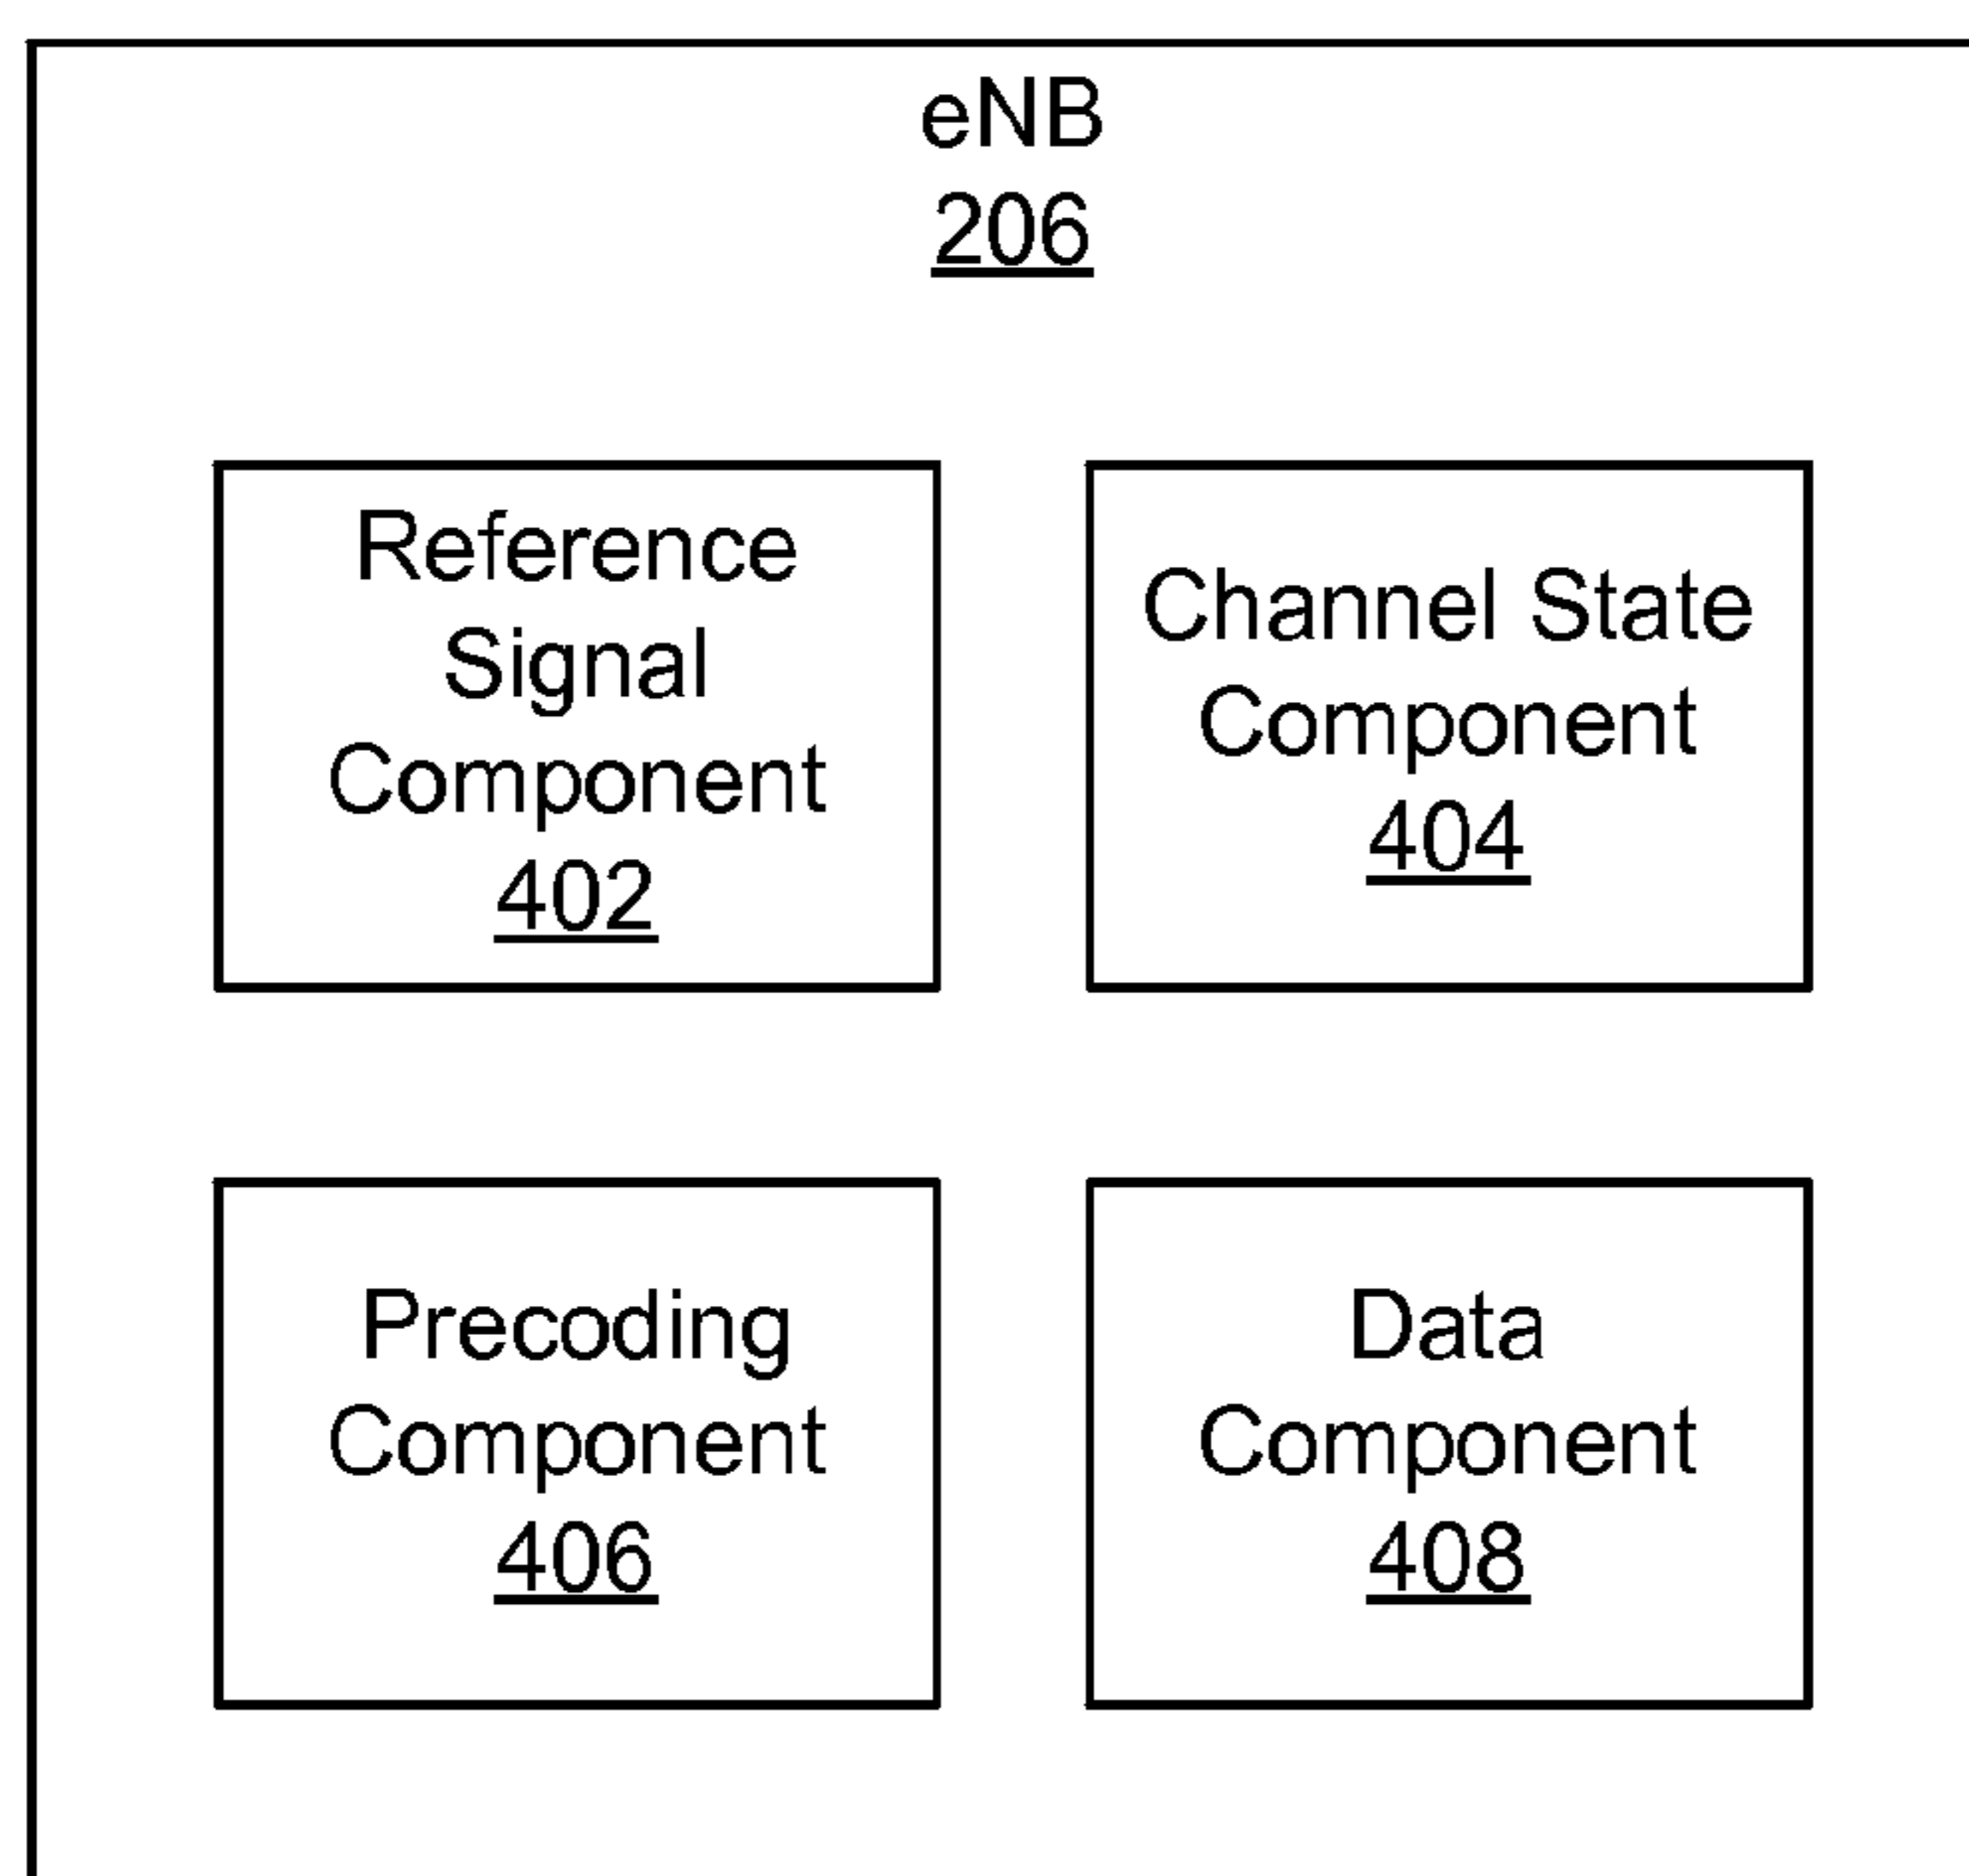 eNB
206
Reference
Signal
Component
402
Channel State
Component
404
Precoding
Component
406
Data
Component
408